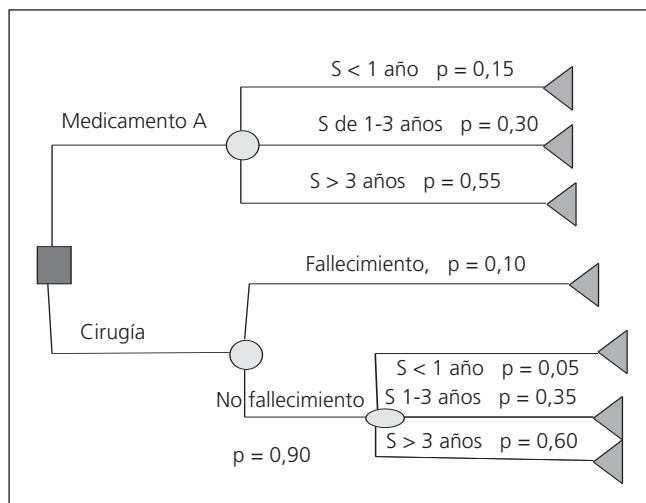 S < 1 año p = 0,15
Medicamento A
S de 1-3 años p = 0,30
S > 3 años p = 0,55
Fallecimiento, p = 0,10
Cirugía
S < 1 año p = 0,05
No fallecimiento
S 1-3 años p = 0,35
S > 3 años p = 0,60
p = 0,90